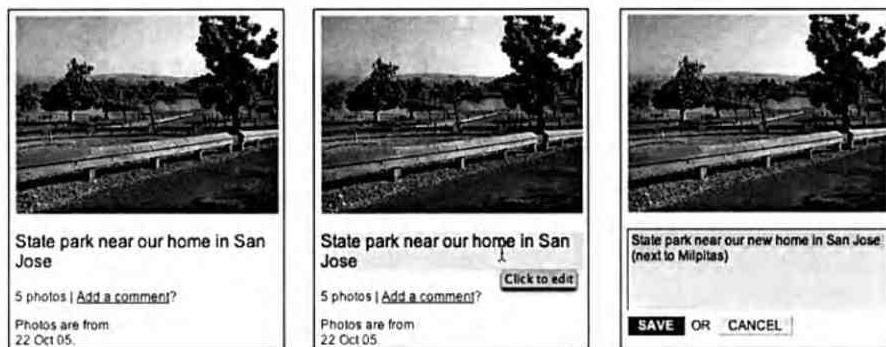 State park near our home in San
Jose
5 photos | Add a comment?
Photos are from
22 Oct 05.
State park near our home in San
Jose
Click to edit
5 photos | Add a comment?
Photos are from
22 Oct 05.
State park near our new home in San Jose
(next to Milpitas)
SAVE OR CANCEL